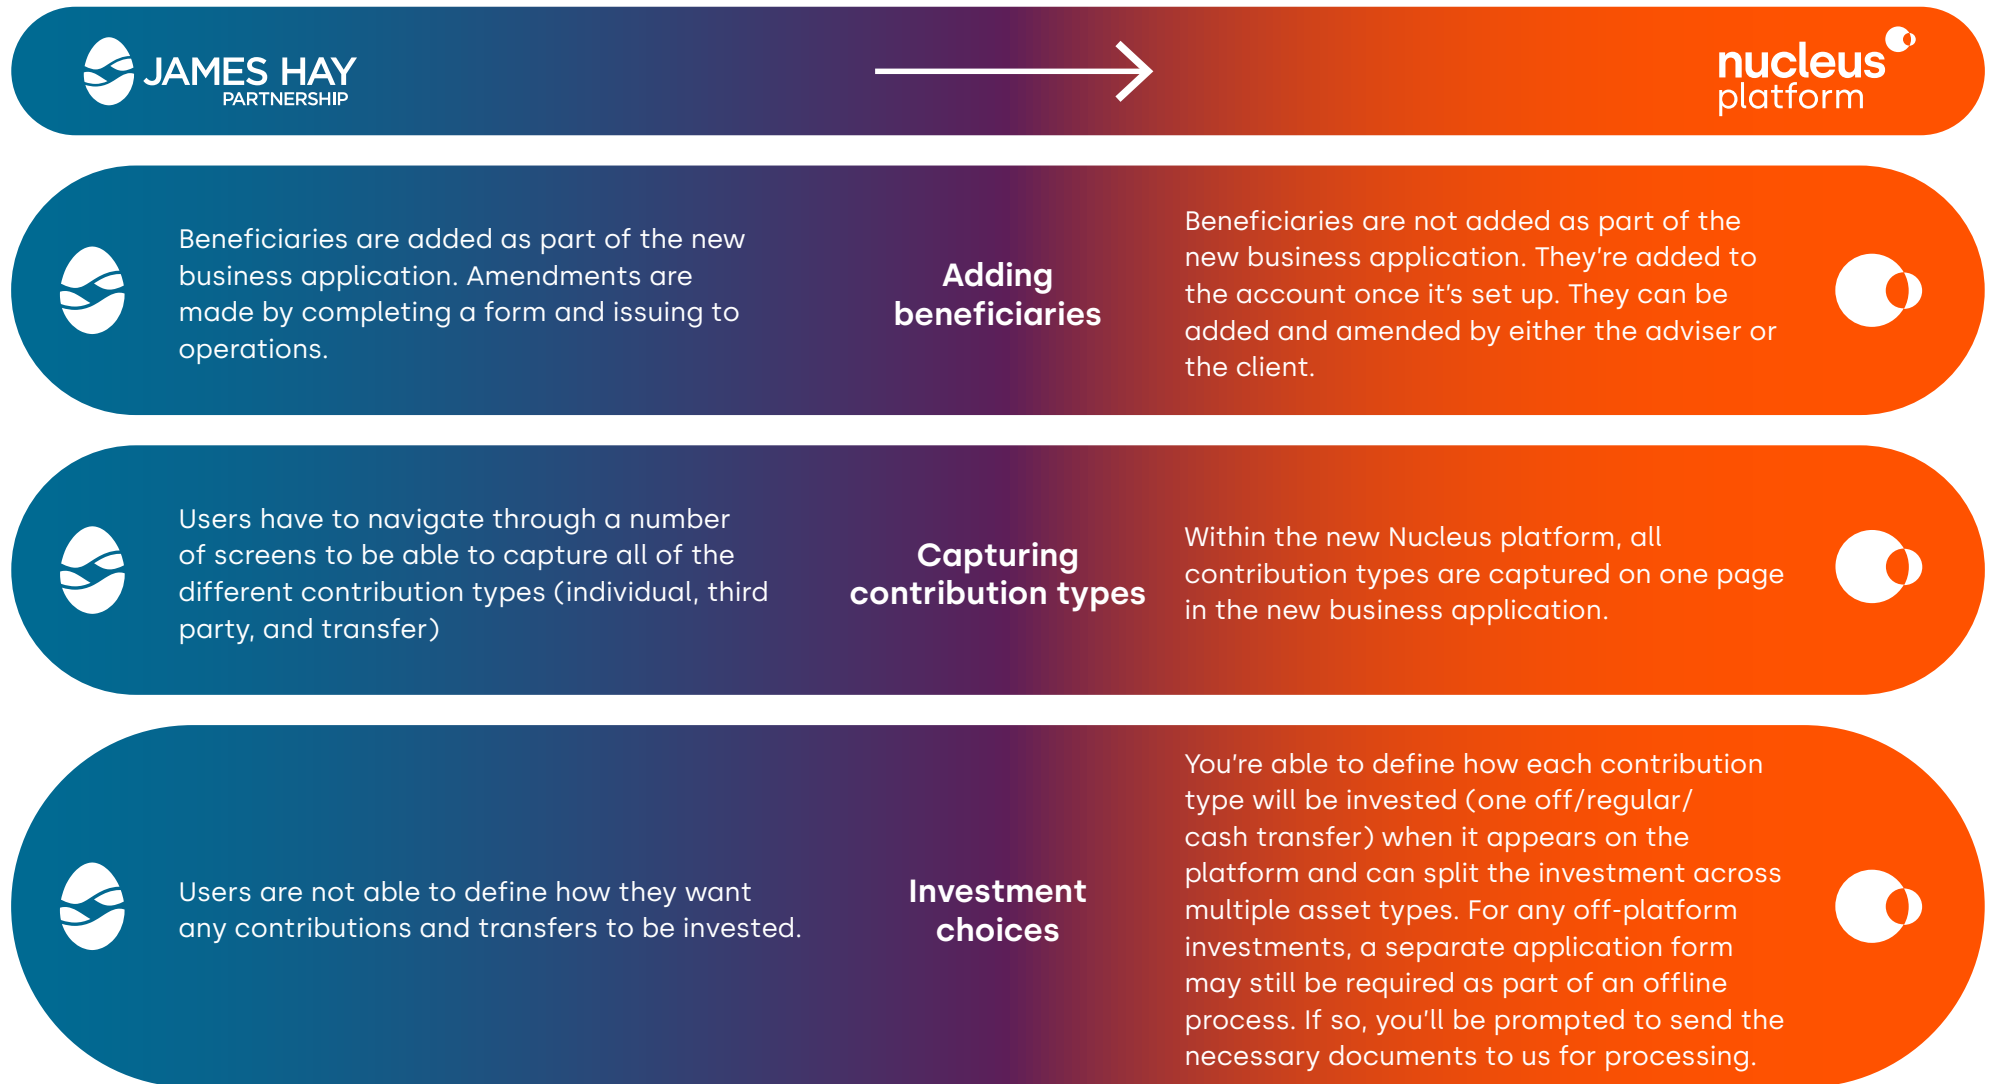 JAMES HAY
PARTNERSHIP
nucleus
platform
Beneficiaries are added as part of the new
business application. Amendments are
made by completing a form and issuing to
operations.
Adding
beneficiaries
Beneficiaries are not added as part of the
new business application. They’re added to
the account once it’s set up. They can be
added and amended by either the adviser or
the client.
Users have to navigate through a number
of screens to be able to capture all of the
different contribution types (individual, third
party, and transfer)
Capturing
contribution types
Within the new Nucleus platform, all
contribution types are captured on one page
in the new business application.
Users are not able to define how they want
any contributions and transfers to be invested.
Investment
choices
You’re able to define how each contribution
type will be invested (one off/regular/
cash transfer) when it appears on the
platform and can split the investment across
multiple asset types. For any off-platform
investments, a separate application form
may still be required as part of an offline
process. If so, you’ll be prompted to send the
necessary documents to us for processing.